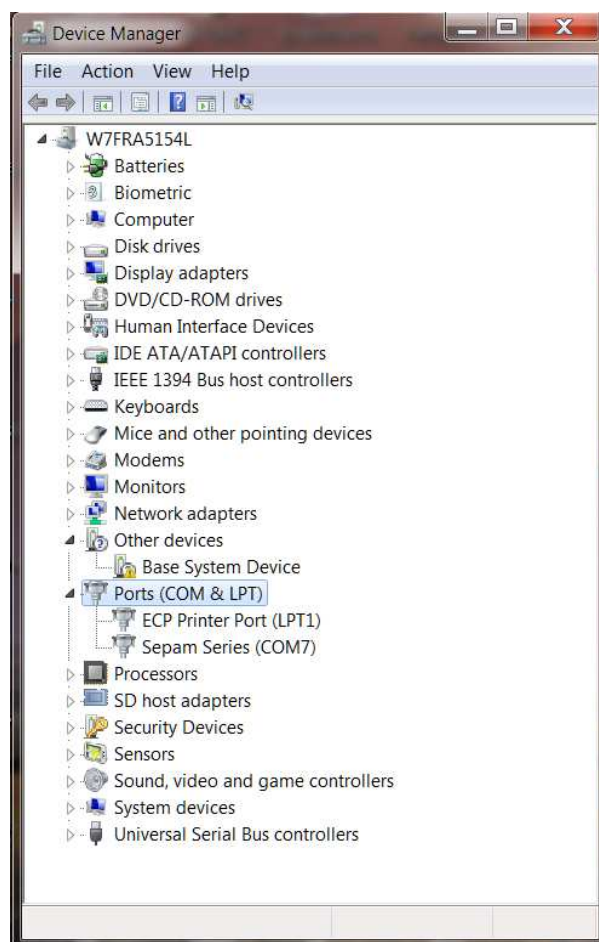 Device Manager
File Action View Help
W7FRA5154L
Batteries
Biometric
Computer
Disk drives
Display adapters
DVD/CD-ROM drives
Human Interface Devices
IDE ATA/ATAPI controllers
IEEE 1394 Bus host controllers
Keyboards
Mice and other pointing devices
Modems
Monitors
Network adapters
Other devices
Base System Device
Ports (COM & LPT)
ECP Printer Port (LPT1)
Sepam Series (COM7)
Processors
SD host adapters
Security Devices
Sensors
Sound, video and game controllers
System devices
Universal Serial Bus controllers